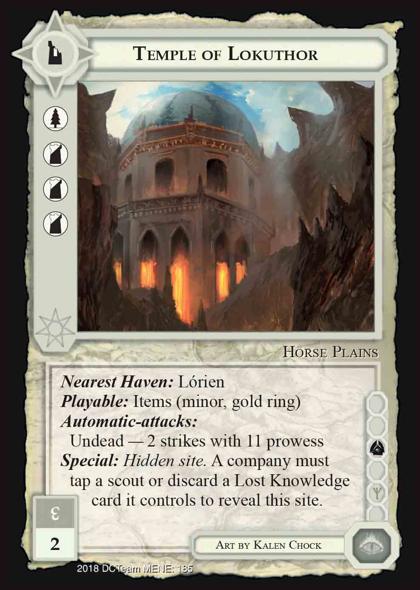 Temple of Lokuthor
Horse Plains
Nearest Haven: Lórien
Playable: Items (minor, gold ring)
Automatic-attacks:
Undead — 2 strikes with 11 prowess
Special: Hidden site. A company must
tap a scout or discard a Lost Knowledge
card it controls to reveal this site.
ε
2
Art by Kalen Chock
2018 DCTeam MENE: 185